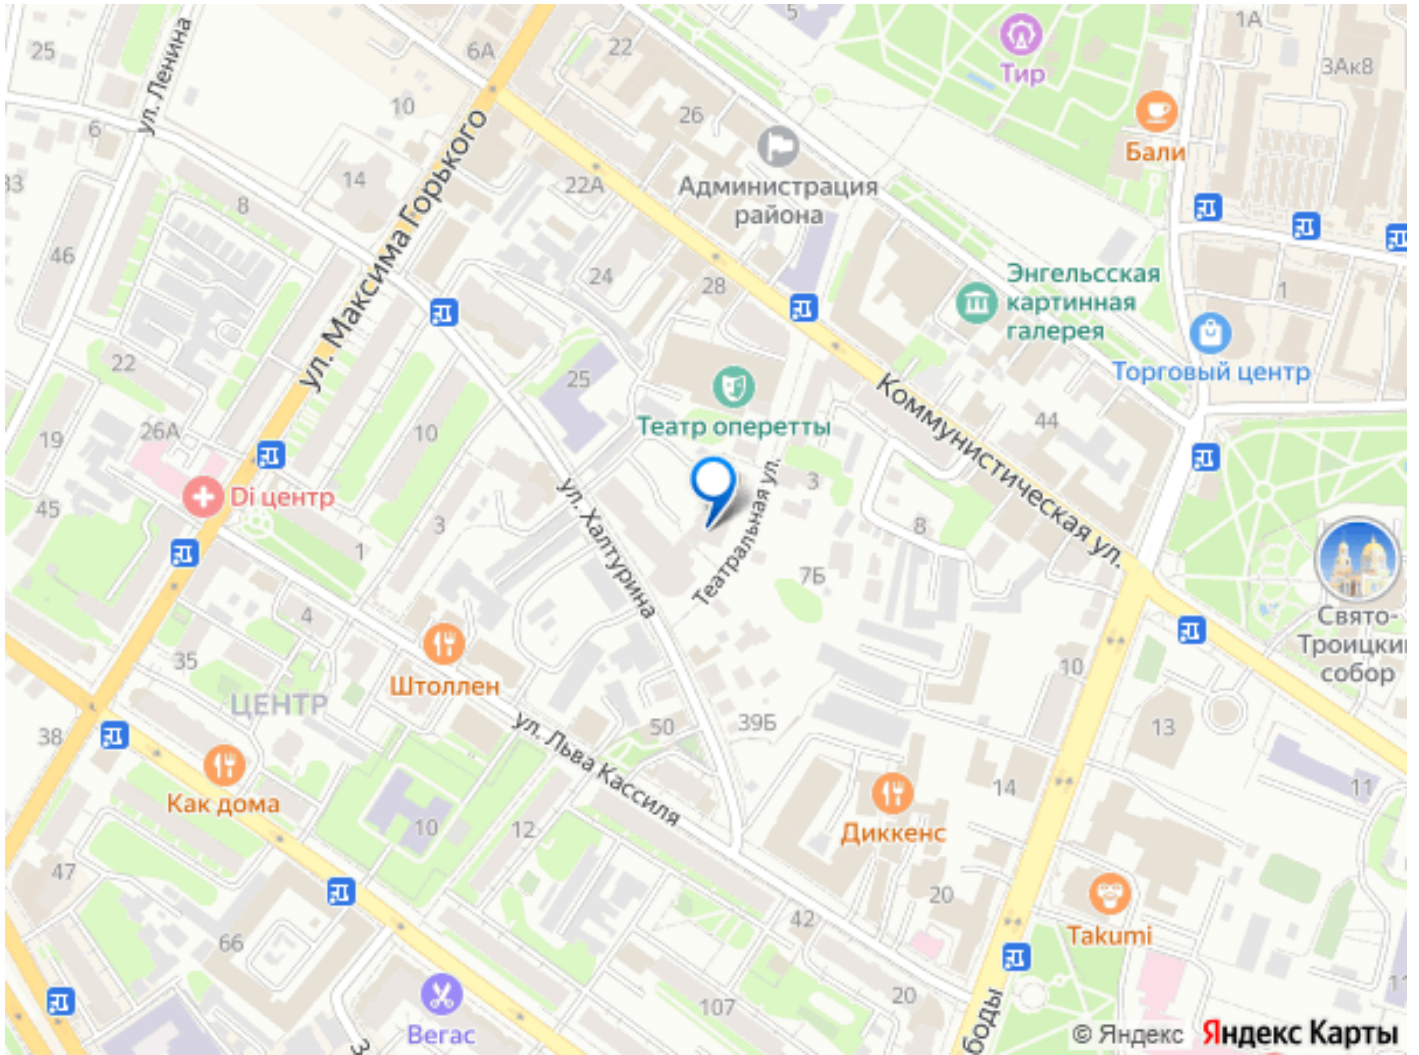 5
1А
ул. Ленина
25
6А
22
Тир
3Ак8
10
26
Бали
6
ул. Максима Горького
22А
Администрация
района
33
14
8
46
24
28
Энгельсская
картинная
галерея
1
22
25
Торговый центр
Театр оперетты
Коммунистическая ул.
44
19
26А
10
45
Di центр
3
ул. Халтурина
Театральная ул.
3
8
1
7Б
4
Свято-
Троицкий
собор
35
ЦЕНТР
Штоллен
10
38
50
39Б
13
ул. Льва Кассиля
Как дома
10
12
Диккенс
14
11
47
20
42
Takumi
66
107
20
11
Вегас
боды
З
© Яндекс Яндекс Карты